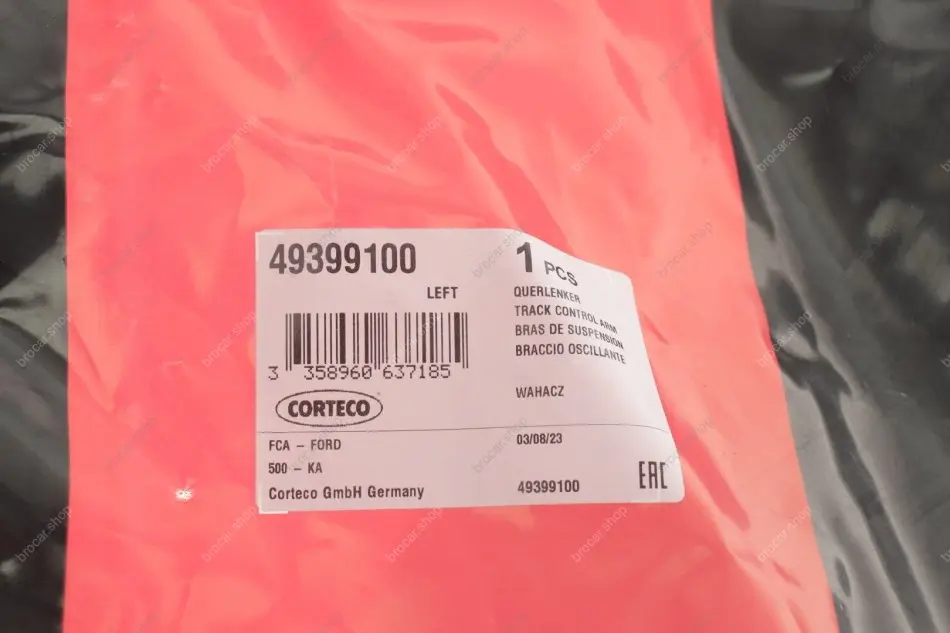 49399100
LEFT
3 358960 637185
CORTECO
FCA - FORD
500 - KA
Corteco GmbH Germany
1 PCS
QUERLENKER
TRACK CONTROL ARM
BRAS DE SUSPENSION
BRACCIO OSCILLANTE
WAHACZ
03/08/23
49399100
EAC
brocar.shop